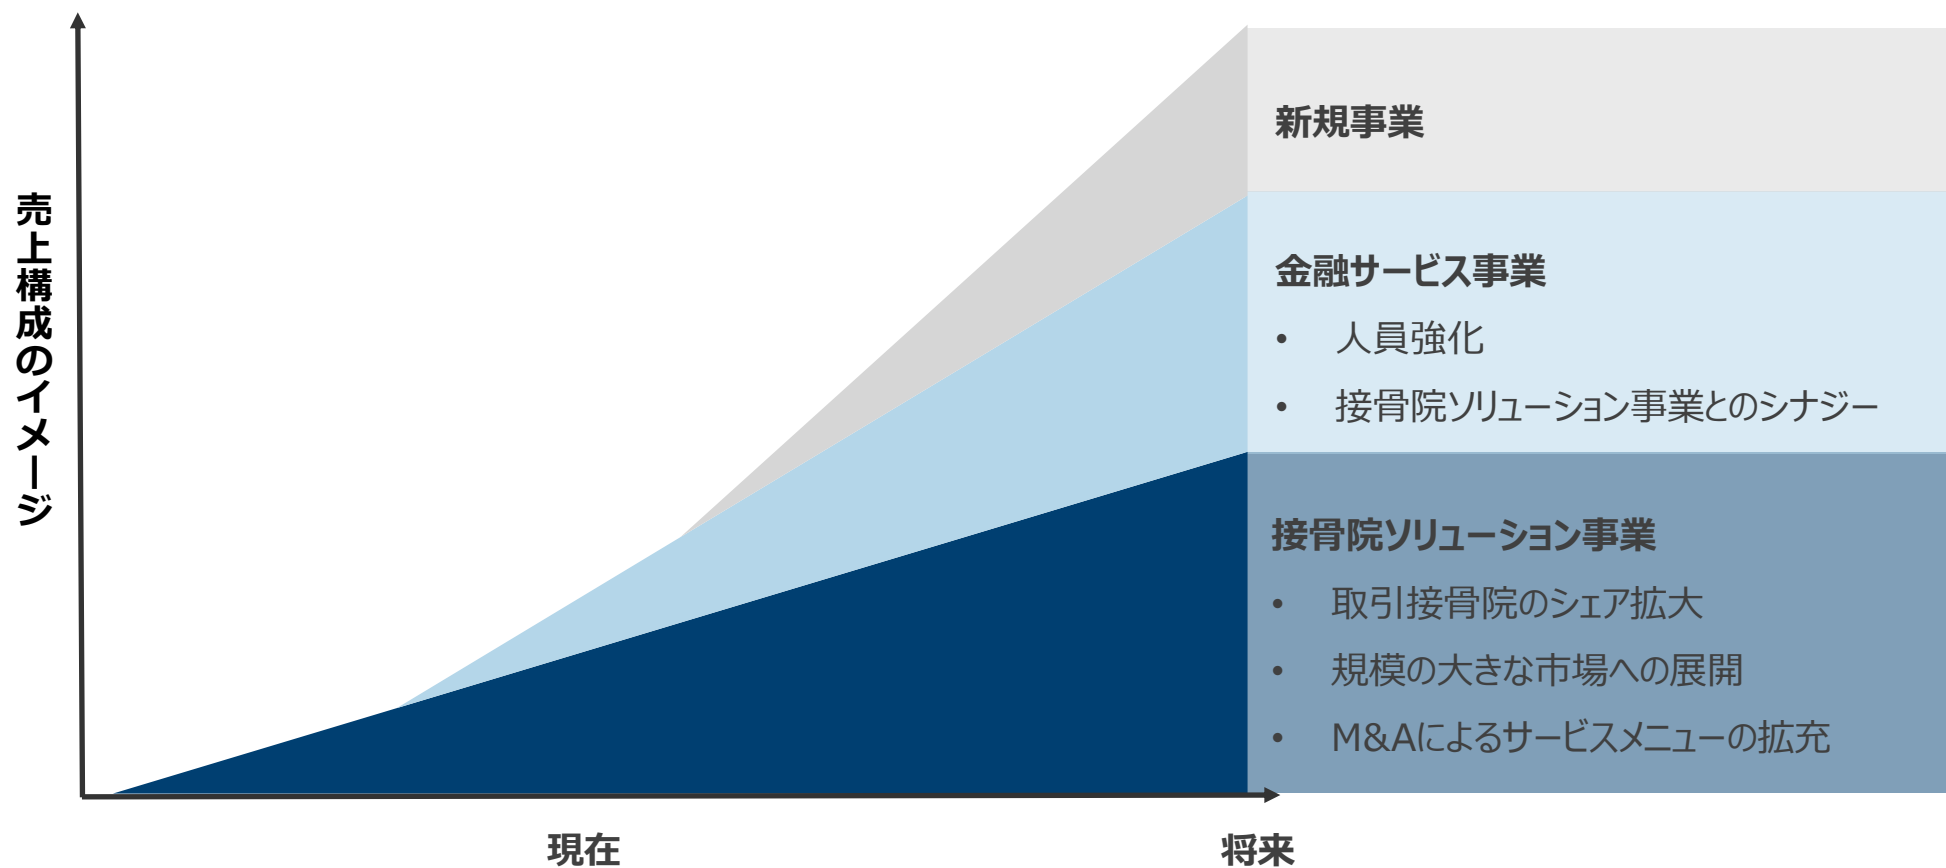 売上構成のイメージ
新規事業
金融サービス事業
• 人員強化
• 接骨院ソリューション事業とのシナジー
接骨院ソリューション事業
• 取引接骨院のシェア拡大
• 規模の大きな市場への展開
• M&Aによるサービスメニューの拡充
現在
将来